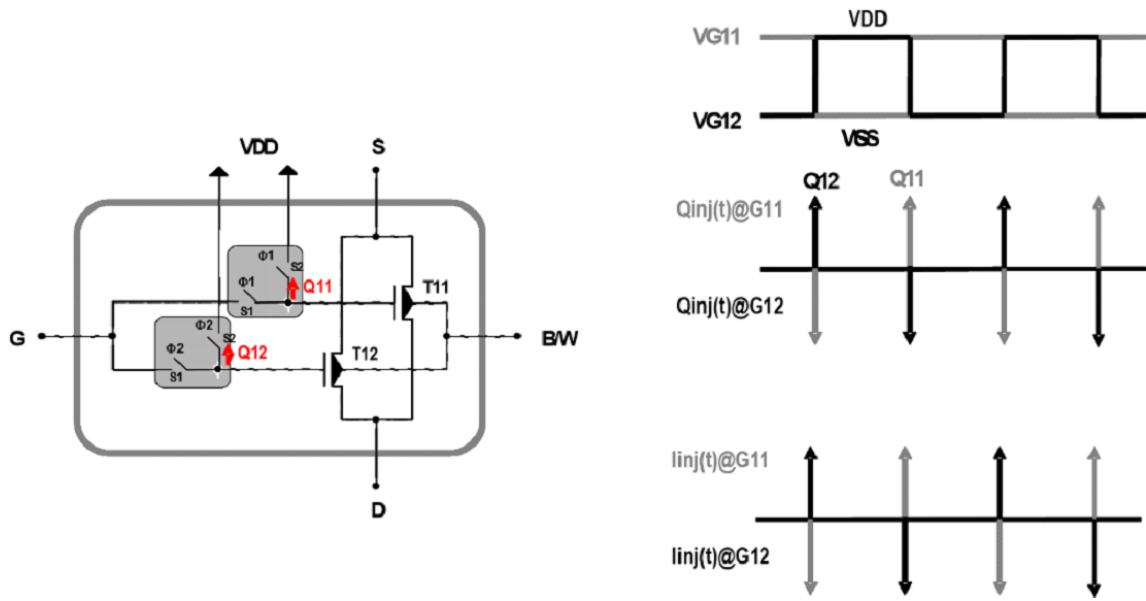 VDD
S
Φ1
S2
Φ1
Q11
S1
T11
G
B/W
Φ2
S2
Φ2
Q12
S1
T12
D
VG11
VDD
VG12
VSS
Q12
Q11
Qinj(t)@G11
Qinj(t)@G12
Iinj(t)@G11
Iinj(t)@G12